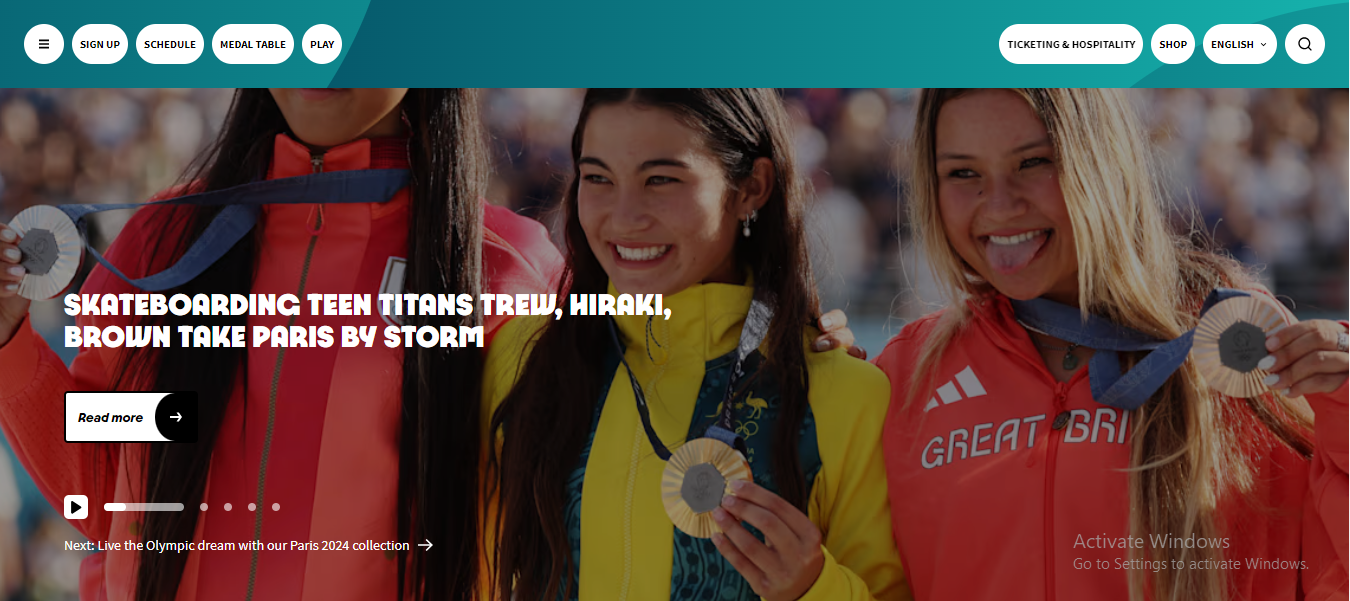 SIGN UP
SCHEDULE
MEDAL TABLE
PLAY
TICKETING & HOSPITALITY
SHOP
ENGLISH
SKATEBOARDING TEEN TITANS TREW, HIRAKI,
BROWN TAKE PARIS BY STORM
Read more
GREAT BRI
Next: Live the Olympic dream with our Paris 2024 collection
Activate Windows
Go to Settings to activate Windows.